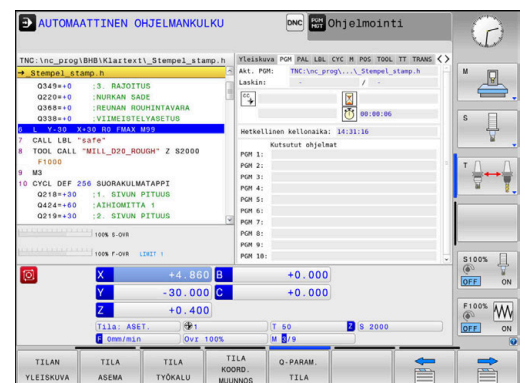 AUTOMAATTINEN OHJELMANKULKU
DNC
PGM MGT
Ohjelmointi
TNC:\nc_prog\BHB\Klartext\_Stempel_stamp.h
→_Stempel_stamp.h
Q349=+0 ;3. RAJOITUS
Q220=+0 ;NURKAN SADE
Q368=+0 ;REUNAN ROUHINTAVARA
Q338=+0 ;VIIMEISTELYASETUS
6 L Y-30 X+30 R0 FMAX M99
7 CALL LBL "safe"
8 TOOL CALL "MILL_D20_ROUGH" Z S2000
F1000
9 M3
10 CYCL DEF 256 SUORAKULMATAPPI
Q218=+30 ;1. SIVUN PITUUS
Q424=+60 ;AIHIOMITTA 1
Q219=+30 ;2. SIVUN PITUUS
100% S-OVR
100% F-OVR LIMIT 1
Yleiskuva PGM PAL LBL CYC M POS TOOL TT TRANS
Akt. PGM: TNC:\nc_prog\...\_Stempel_stamp.h
Laskin: - / -
CC
00:00:06
Hetkellinen kellonaika: 14:31:16
Kutsutut ohjelmat
PGM 1:
PGM 2:
PGM 3:
PGM 4:
PGM 5:
PGM 6:
PGM 7:
PGM 8:
PGM 9:
PGM 10:
X +4.860 B +0.000
Y -30.000 C +0.000
Z +0.400
Tila: ASET. 1 T 50 Z S 2000
F 0mm/min Ovr 100% M 5/9
M
S
T
S100%
OFF ON
F100%
OFF ON
TILAN YLEISKUVA
TILA ASEMA
TILA TYÖKALU
TILA KOORD. MUUNNOS
Q-PARAM. TILA